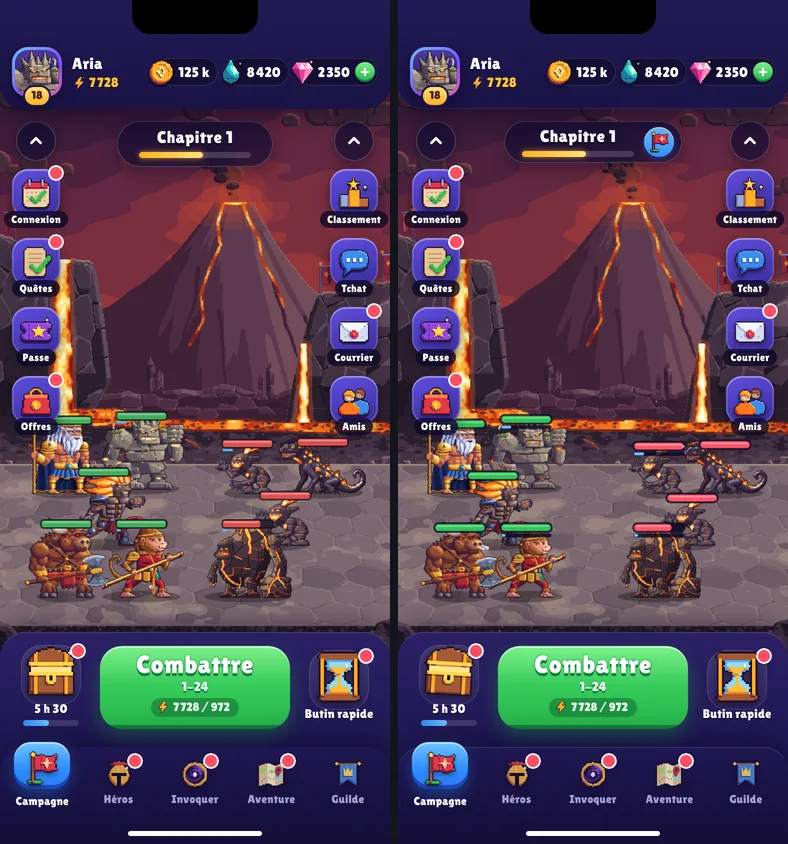 Aria
7728
125 k
8420
2350
18
Chapitre 1
Connexion
Classement
Quêtes
Tchat
Passe
Courrier
Offres
Amis
Combattre
1–24
7728 / 972
5 h 30
Butin rapide
Campagne
Héros
Invoquer
Aventure
Guilde
Aria
7728
125 k
8420
2350
18
Chapitre 1
Connexion
Classement
Quêtes
Tchat
Passe
Courrier
Offres
Amis
Combattre
1–24
7728 / 972
5 h 30
Butin rapide
Campagne
Héros
Invoquer
Aventure
Guilde